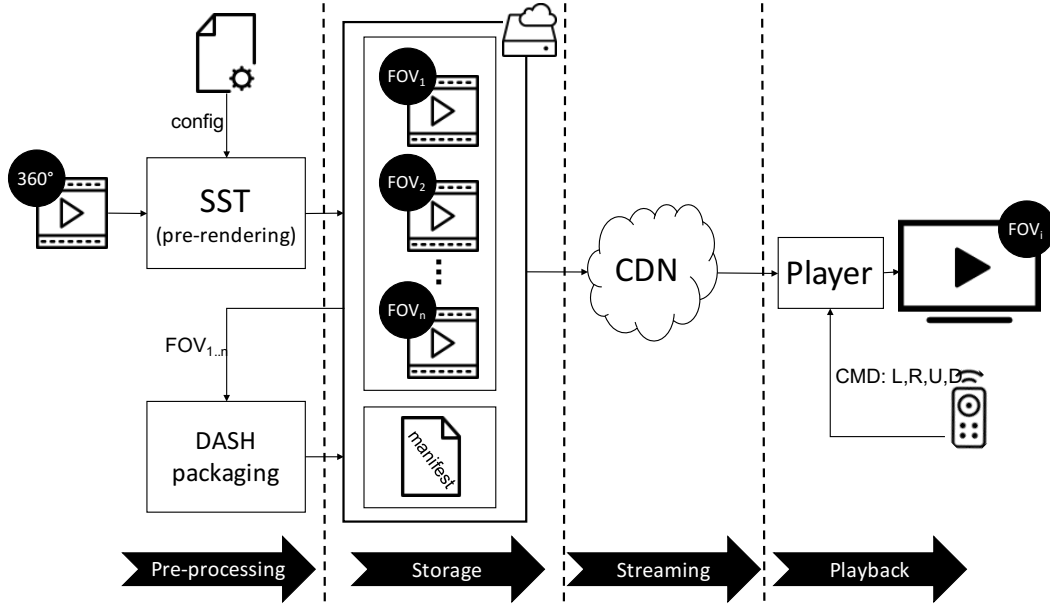 config
360°
SST
(pre-rendering)
FOV₁..ₙ
DASH
packaging
FOV₁
FOV₂
FOVₙ
manifest
CDN
Player
FOVᵢ
CMD: L,R,U,D
Pre-processing
Storage
Streaming
Playback